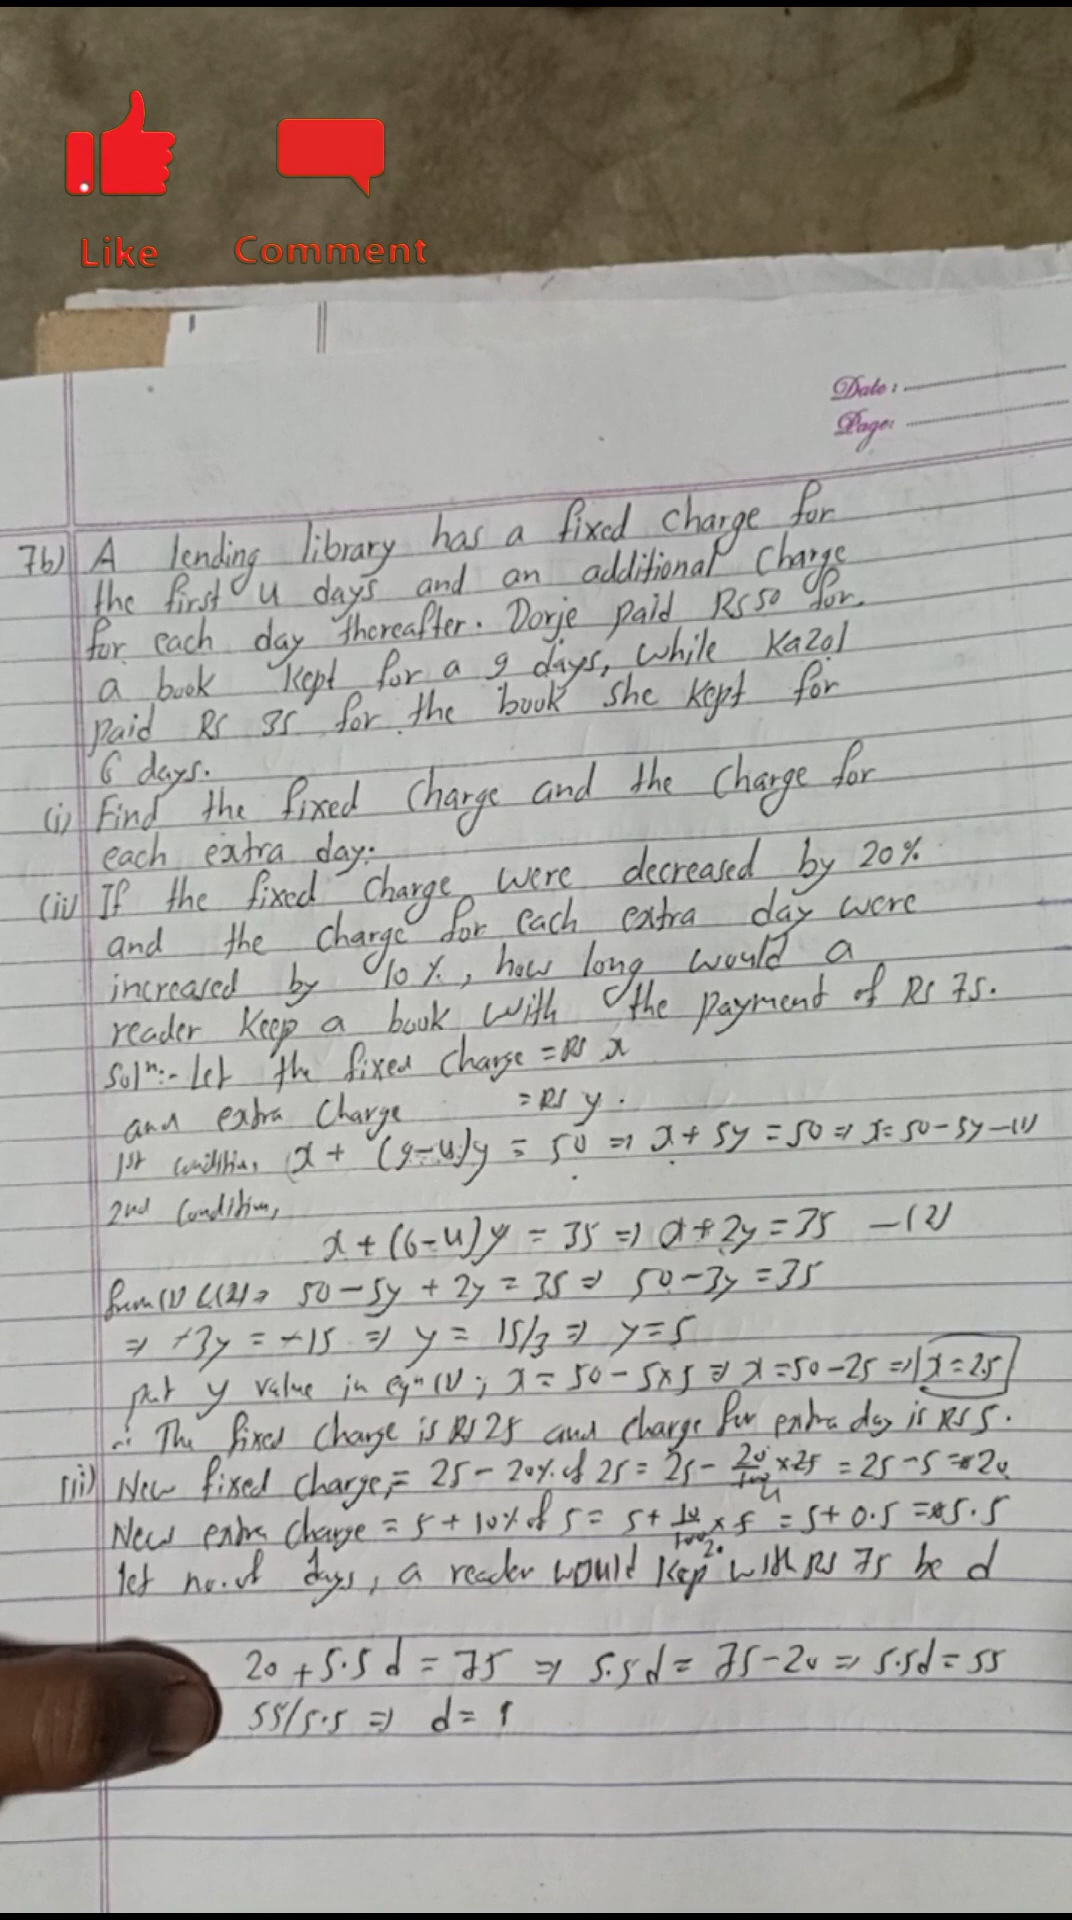 Like Comment
Date:
Page:
7b) A lending library has a fixed charge for
the first 4 days and an additional charge
for each day thereafter. Dorje paid Rs 50 for
a book kept for a 9 days, while Kazol
paid Rs 35 for the book she kept for
6 days.
(i) Find the fixed charge and the charge for
each extra day.
(ii) If the fixed charge were decreased by 20%
and the charge for each extra day were
increased by 10%, how long would a
reader keep a book with the payment of Rs 75.
Solⁿ:- Let the fixed charge = Rs x
and extra charge = Rs y.
1st condition, x + (9-4)y = 50 => x + 5y = 50 => x = 50 - 5y -(1)
2nd condition,
x + (6-4)y = 35 => x + 2y = 35 -(2)
from (1) & (2) => 50 - 5y + 2y = 35 => 50 - 3y = 35
=> +3y = +15 => y = 15/3 => y = 5
put y value in eqn (1); x = 50 - 5×5 => x = 50 - 25 => x = 25
∴ The fixed charge is Rs 25 and charge for extra day is Rs 5.
(ii) New fixed charge, = 25 - 20% of 25 = 25 - 20/100 × 25 = 25 - 5 = 20
New extra charge = 5 + 10% of 5 = 5 + 10/100 × 5 = 5 + 0.5 = 5.5
let no. of days, a reader would kep with Rs 75 be d
20 + 5.5 d = 75 => 5.5d = 75 - 20 => 5.5d = 55
55/5.5 => d = 1